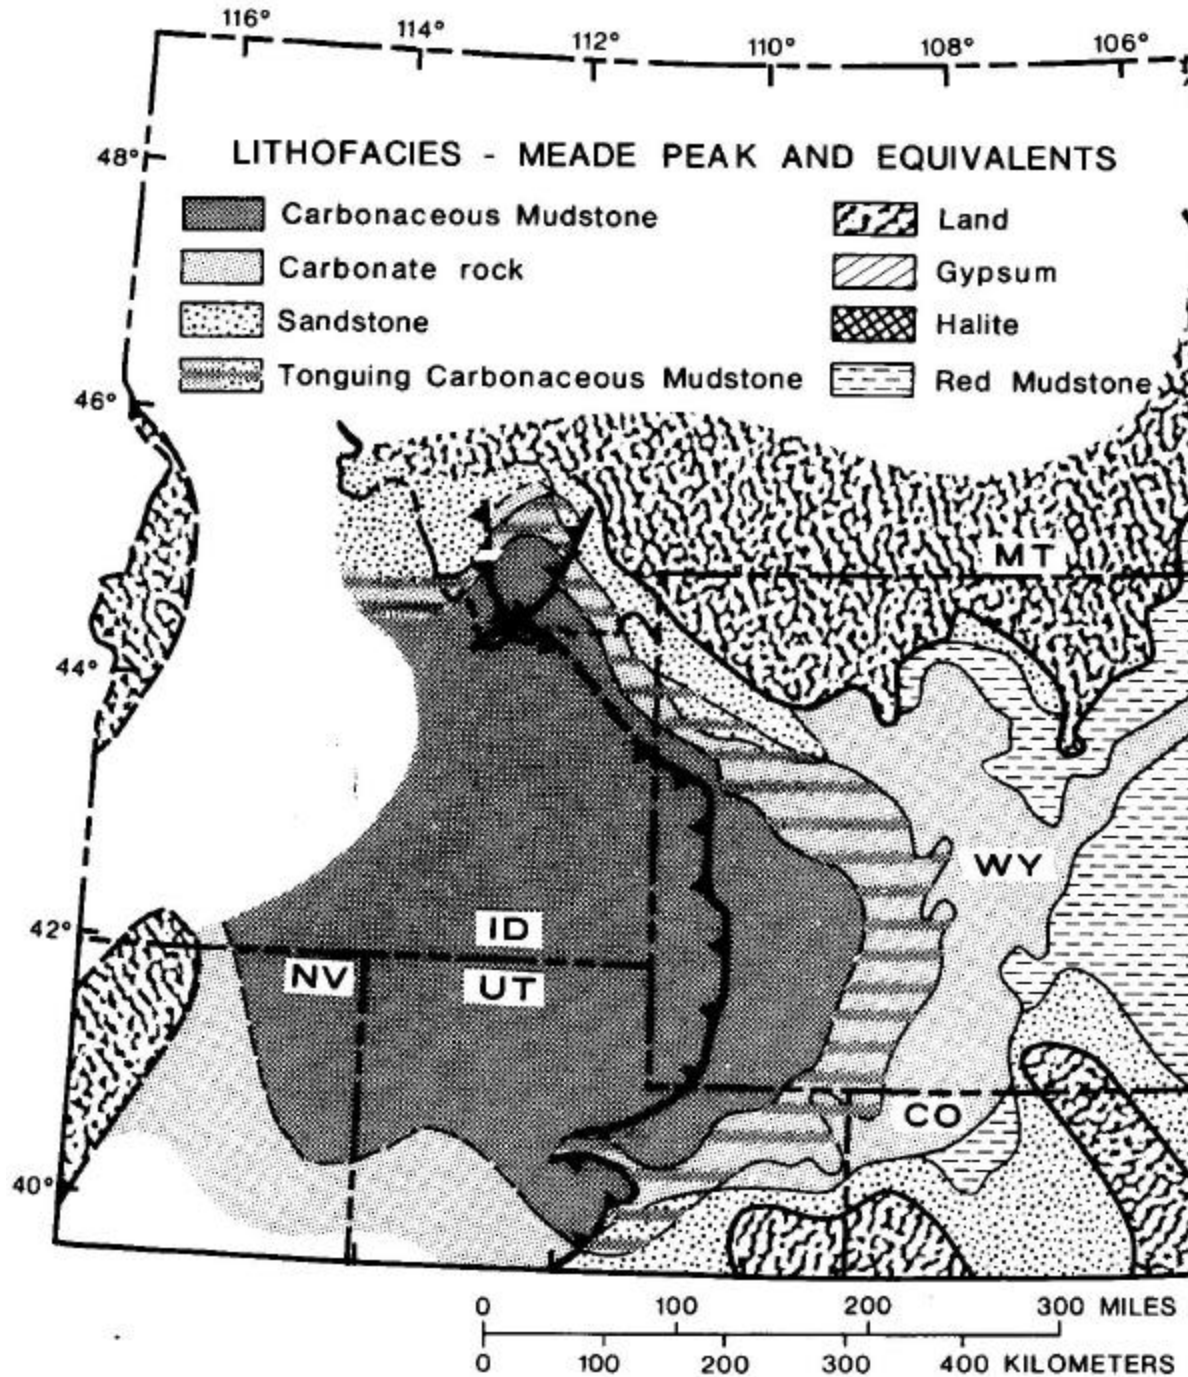 116° 114° 112° 110° 108° 106°
48°
LITHOFACIES - MEADE PEAK AND EQUIVALENTS
Carbonaceous Mudstone
Land
Carbonate rock
Gypsum
Sandstone
Halite
Tonguing Carbonaceous Mudstone
Red Mudstone
46°
MT
44°
WY
42°
ID
NV
UT
CO
40°
0 100 200 300 MILES
0 100 200 300 400 KILOMETERS